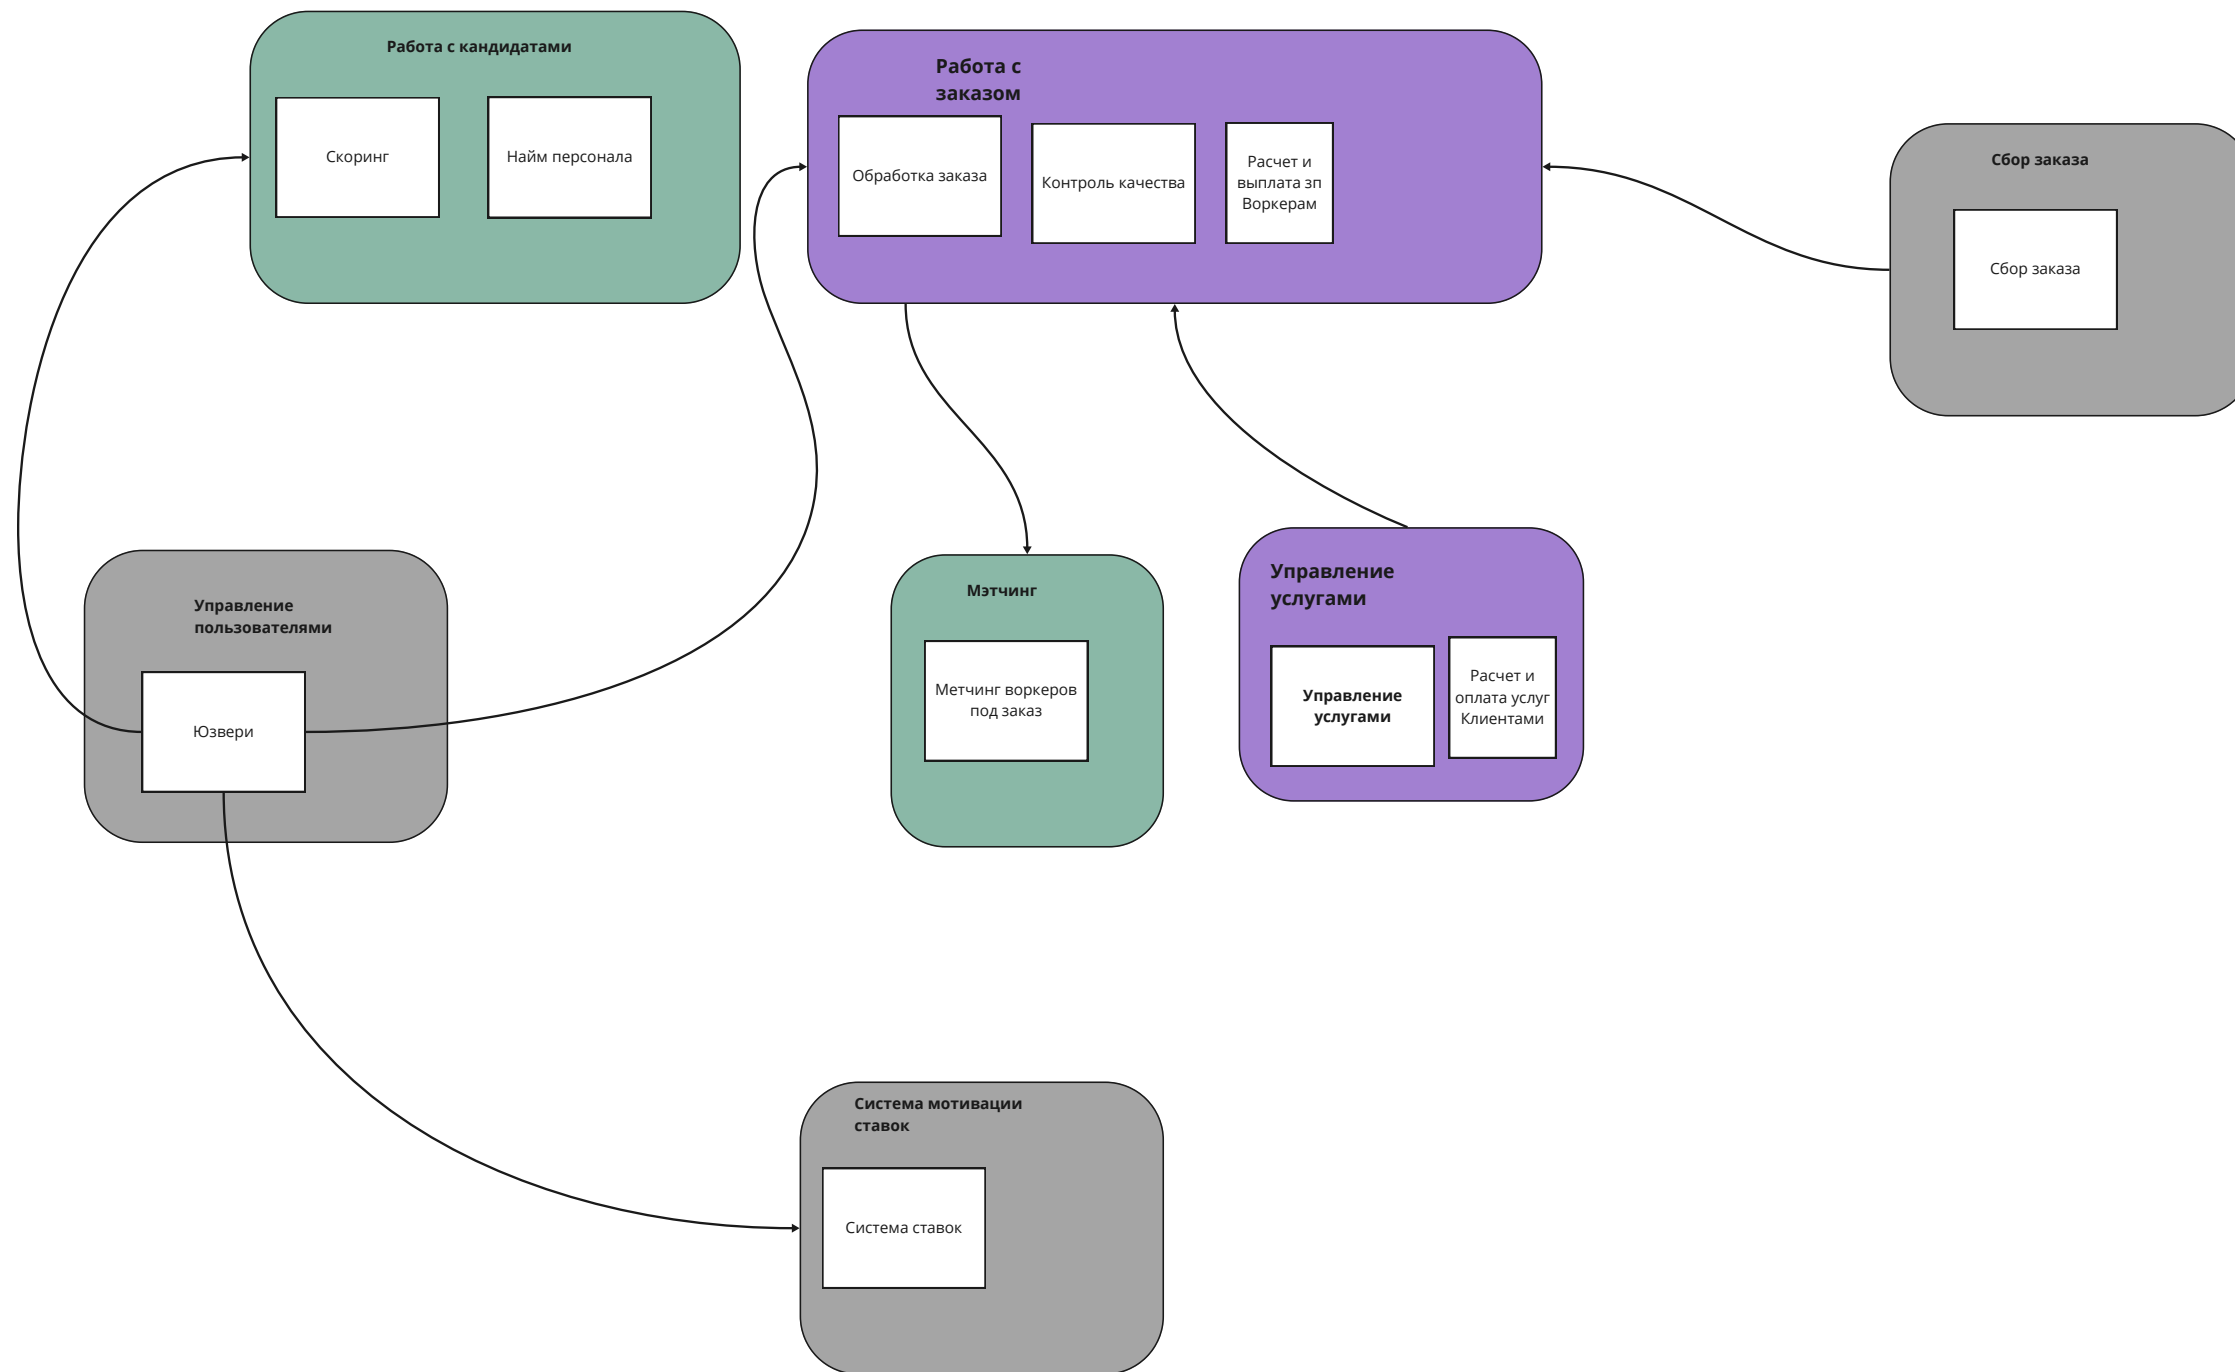 Работа с кандидатами
Скоринг
Найм персонала
Работа с
заказом
Обработка заказа
Контроль качества
Расчет и
выплата зп
Воркерам
Сбор заказа
Сбор заказа
Управление
пользователями
Юзвери
Мэтчинг
Метчинг воркеров
под заказ
Управление
услугами
Управление
услугами
Расчет и
оплата услуг
Клиентами
Система мотивации
ставок
Система ставок